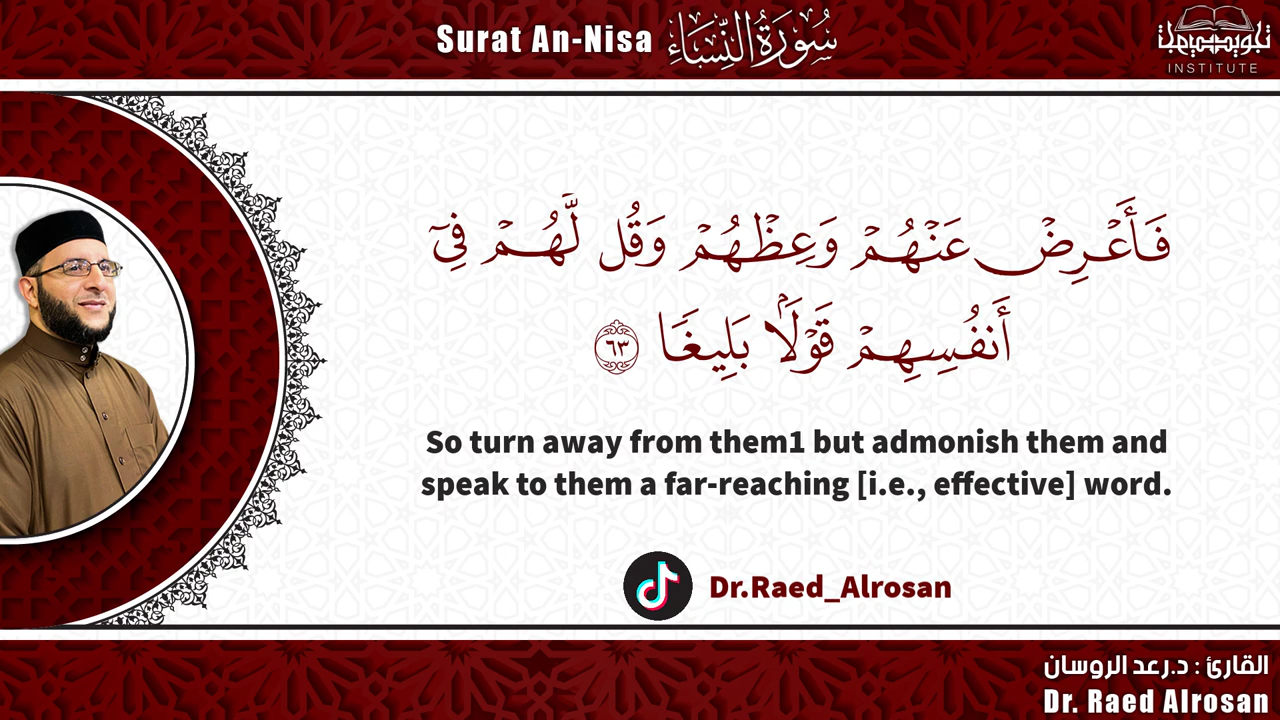 Surat An-Nisa سُورَةُ النِّسَاءِ
INSTITUTE
فَأَعۡرِضۡ عَنۡهُمۡ وَعِظۡهُمۡ وَقُل لَّهُمۡ فِيٓ
أَنفُسِهِمۡ قَوۡلَۢا بَلِيغٗا ٦٣
So turn away from them1 but admonish them and
speak to them a far-reaching [i.e., effective] word.
Dr.Raed_Alrosan
القارئ : د.رعد الروسان
Dr. Raed Alrosan